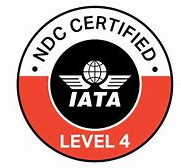 • NDC CERTIFIED •
IATA
LEVEL 4